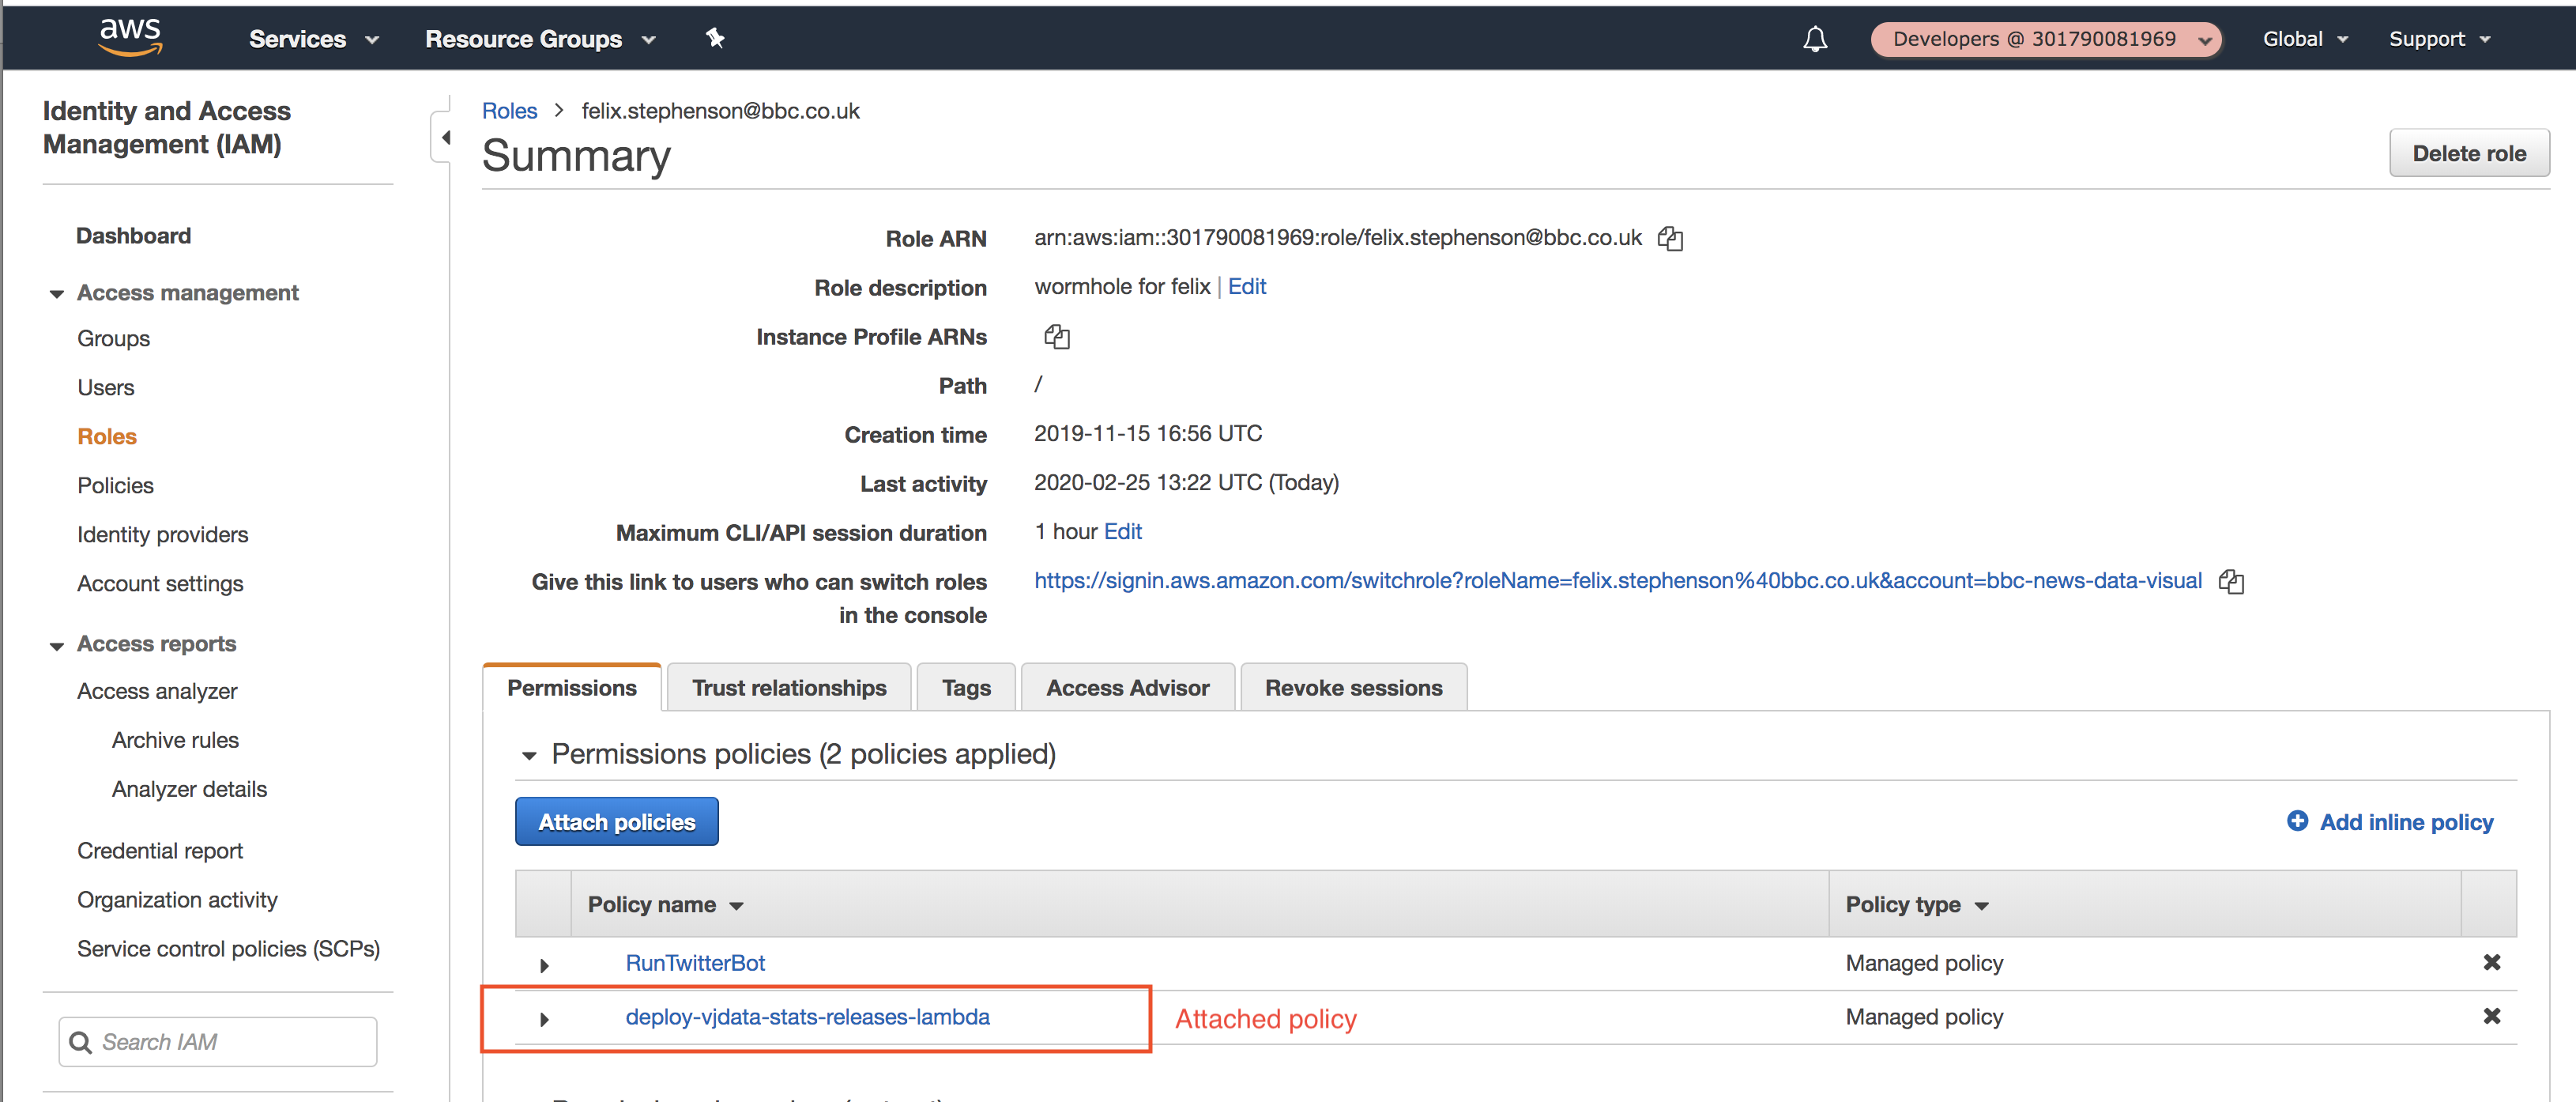 aws Services Resource Groups Developers @ 301790081969 Global Support
Identity and Access
Management (IAM)
Dashboard
Access management
Groups
Users
Roles
Policies
Identity providers
Account settings
Access reports
Access analyzer
Archive rules
Analyzer details
Credential report
Organization activity
Service control policies (SCPs)
Search IAM
Roles > felix.stephenson@bbc.co.uk
Summary
Delete role
Role ARN arn:aws:iam::301790081969:role/felix.stephenson@bbc.co.uk
Role description wormhole for felix | Edit
Instance Profile ARNs
Path /
Creation time 2019-11-15 16:56 UTC
Last activity 2020-02-25 13:22 UTC (Today)
Maximum CLI/API session duration 1 hour Edit
Give this link to users who can switch roles https://signin.aws.amazon.com/switchrole?roleName=felix.stephenson%40bbc.co.uk&account=bbc-news-data-visual
in the console
Permissions Trust relationships Tags Access Advisor Revoke sessions
Permissions policies (2 policies applied)
Attach policies Add inline policy
Policy name Policy type
RunTwitterBot Managed policy
deploy-vjdata-stats-releases-lambda Attached policy Managed policy